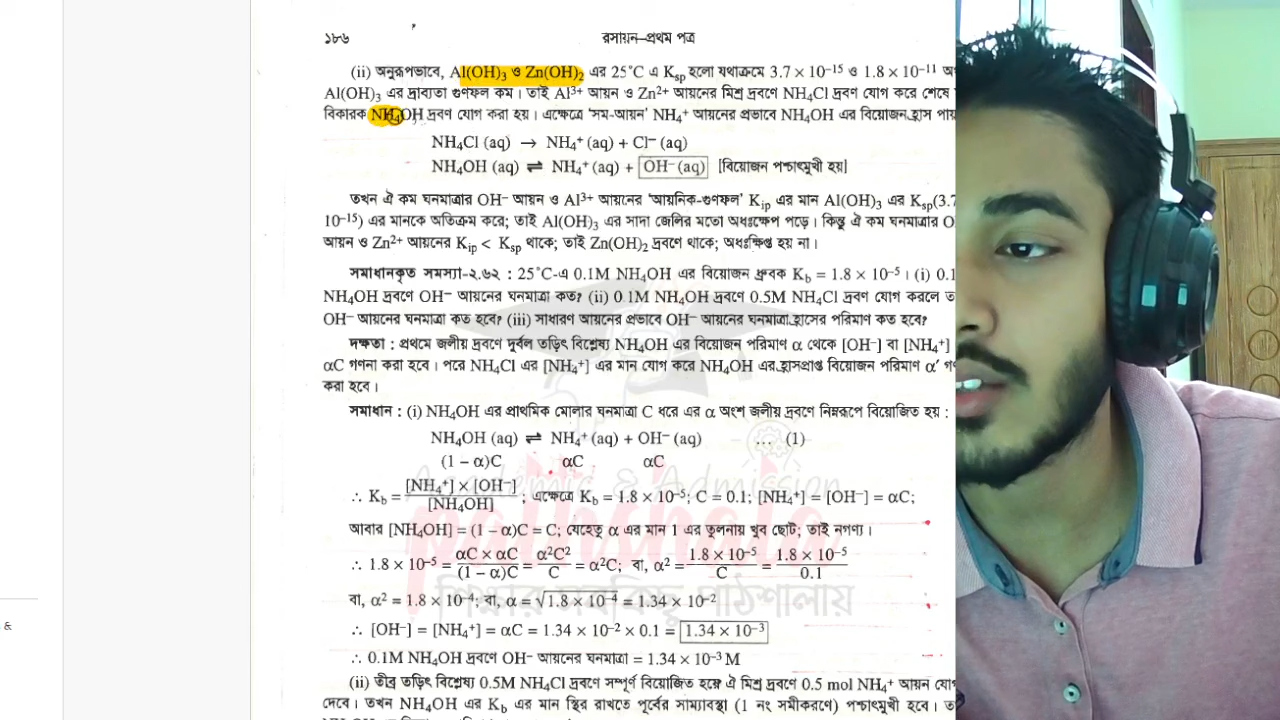 ১৮৬ রসায়ন—প্রথম পত্র
(ii) অনুরূপভাবে, Al(OH)₃ ও Zn(OH)₂ এর 25°C এ Kₛₚ হলো যথাক্রমে 3.7 × 10⁻¹⁵ ও 1.8 × 10⁻¹¹
Al(OH)₃ এর দ্রাব্যতা গুণফল কম। তাই Al³⁺ আয়ন ও Zn²⁺ আয়নের মিশ্র দ্রবণে NH₄Cl দ্রবণ যোগ করে শেষে
বিকারক NH₄OH দ্রবণ যোগ করা হয়। এক্ষেত্রে 'সম-আয়ন' NH₄⁺ আয়নের প্রভাবে NH₄OH এর বিয়োজন হ্রাস পায়
NH₄Cl (aq) → NH₄⁺ (aq) + Cl⁻ (aq)
NH₄OH (aq) ⇌ NH₄⁺ (aq) + OH⁻ (aq) [বিয়োজন পশ্চাৎমুখী হয়]
তখন ঐ কম ঘনমাত্রার OH⁻ আয়ন ও Al³⁺ আয়নের 'আয়নিক-গুণফল' Kᵢₚ এর মান Al(OH)₃ এর Kₛₚ(3.7
10⁻¹⁵) এর মানকে অতিক্রম করে; তাই Al(OH)₃ এর সাদা জেলির মতো অধঃক্ষেপ পড়ে। কিন্তু ঐ কম ঘনমাত্রার
আয়ন ও Zn²⁺ আয়নের Kᵢₚ < Kₛₚ থাকে; তাই Zn(OH)₂ দ্রবণে থাকে; অধঃক্ষিপ্ত হয় না।
সমাধানকৃত সমস্যা-২.৬২ : 25°C-এ 0.1M NH₄OH এর বিয়োজন ধ্রুবক K_b = 1.8 × 10⁻⁵। (i) 0.1
NH₄OH দ্রবণে OH⁻ আয়নের ঘনমাত্রা কত? (ii) 0.1M NH₄OH দ্রবণে 0.5M NH₄Cl দ্রবণ যোগ করলে
OH⁻ আয়নের ঘনমাত্রা কত হবে? (iii) সাধারণ আয়নের প্রভাবে OH⁻ আয়নের ঘনমাত্রা হ্রাসের পরিমাণ কত হবে?
দক্ষতা : প্রথমে জলীয় দ্রবণে দুর্বল তড়িৎ বিশ্লেষ্য NH₄OH এর বিয়োজন পরিমাণ α থেকে [OH⁻] বা [NH₄⁺]
αC গণনা করা হবে। পরে NH₄Cl এর [NH₄⁺] এর মান যোগ করে NH₄OH এর হ্রাসপ্রাপ্ত বিয়োজন পরিমাণ α′
করা হবে।
সমাধান : (i) NH₄OH এর প্রাথমিক মোলার ঘনমাত্রা C ধরে এর α অংশ জলীয় দ্রবণে নিম্নরূপে বিয়োজিত হয় :
NH₄OH (aq) ⇌ NH₄⁺ (aq) + OH⁻ (aq) ... (1)
(1 – α)C αC αC
∴ K_b = [NH₄⁺] × [OH⁻] / [NH₄OH] ; এক্ষেত্রে K_b = 1.8 × 10⁻⁵; C = 0.1; [NH₄⁺] = [OH⁻] = αC;
আবার [NH₄OH] = (1 – α)C = C; যেহেতু α এর মান 1 এর তুলনায় খুব ছোট; তাই নগণ্য।
∴ 1.8 × 10⁻⁵ = αC × αC / (1 – α)C = α²C² / C = α²C; বা, α² = 1.8 × 10⁻⁵ / C = 1.8 × 10⁻⁵ / 0.1
বা, α² = 1.8 × 10⁻⁴; বা, α = √1.8 × 10⁻⁴ = 1.34 × 10⁻²
∴ [OH⁻] = [NH₄⁺] = αC = 1.34 × 10⁻² × 0.1 = 1.34 × 10⁻³
&
∴ 0.1M NH₄OH দ্রবণে OH⁻ আয়নের ঘনমাত্রা = 1.34 × 10⁻³ M
(ii) তীব্র তড়িৎ বিশ্লেষ্য 0.5M NH₄Cl দ্রবণে সম্পূর্ণ বিয়োজিত হয়ে ঐ মিশ্র দ্রবণে 0.5 mol NH₄⁺ আয়ন
দেবে। তখন NH₄OH এর K_b এর মান স্থির রাখতে পূর্বের সাম্যাবস্থা (1 নং সমীকরণে) পশ্চাৎমুখী হবে।
Academic & Admission
pathshala